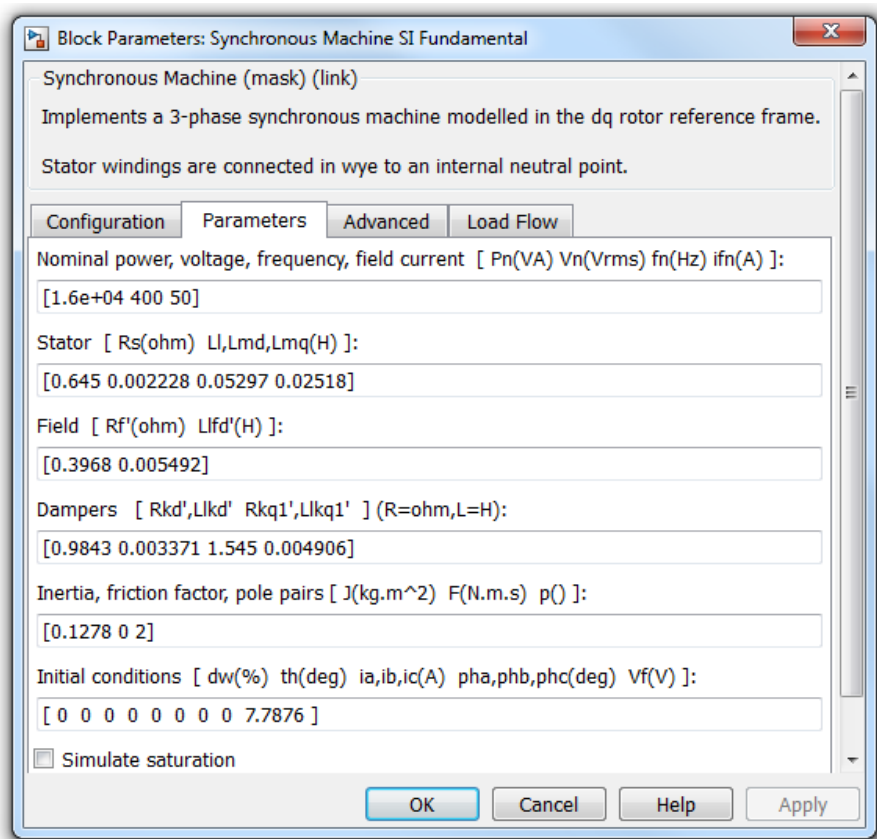 Block Parameters: Synchronous Machine SI Fundamental
Synchronous Machine (mask) (link)
Implements a 3-phase synchronous machine modelled in the dq rotor reference frame.
Stator windings are connected in wye to an internal neutral point.
Configuration Parameters Advanced Load Flow
Nominal power, voltage, frequency, field current [ Pn(VA) Vn(Vrms) fn(Hz) ifn(A) ]:
[1.6e+04 400 50]
Stator [ Rs(ohm) Ll,Lmd,Lmq(H) ]:
[0.645 0.002228 0.05297 0.02518]
Field [ Rf'(ohm) Llfd'(H) ]:
[0.3968 0.005492]
Dampers [ Rkd',Llkd' Rkq1',Llkq1' ] (R=ohm,L=H):
[0.9843 0.003371 1.545 0.004906]
Inertia, friction factor, pole pairs [ J(kg.m^2) F(N.m.s) p() ]:
[0.1278 0 2]
Initial conditions [ dw(%) th(deg) ia,ib,ic(A) pha,phb,phc(deg) Vf(V) ]:
[ 0 0 0 0 0 0 0 0 7.7876 ]
Simulate saturation
OK Cancel Help Apply